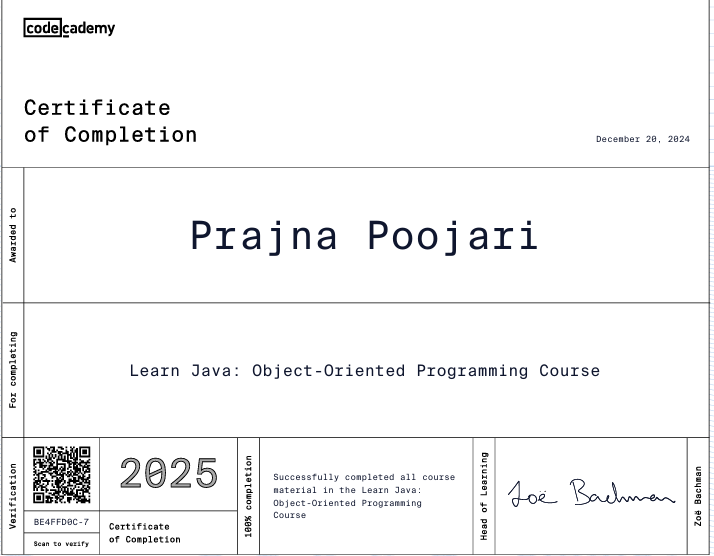 codecademy
Certificate
of Completion
December 20, 2024
Awarded to
Prajna Poojari
For completing
Learn Java: Object-Oriented Programming Course
Verification
BE4FFD0C-7
Scan to verify
2025
Certificate
of Completion
100% completion
Successfully completed all course
material in the Learn Java:
Object-Oriented Programming
Course
Head of Learning
Zoë Bachman
Zoë Bachman